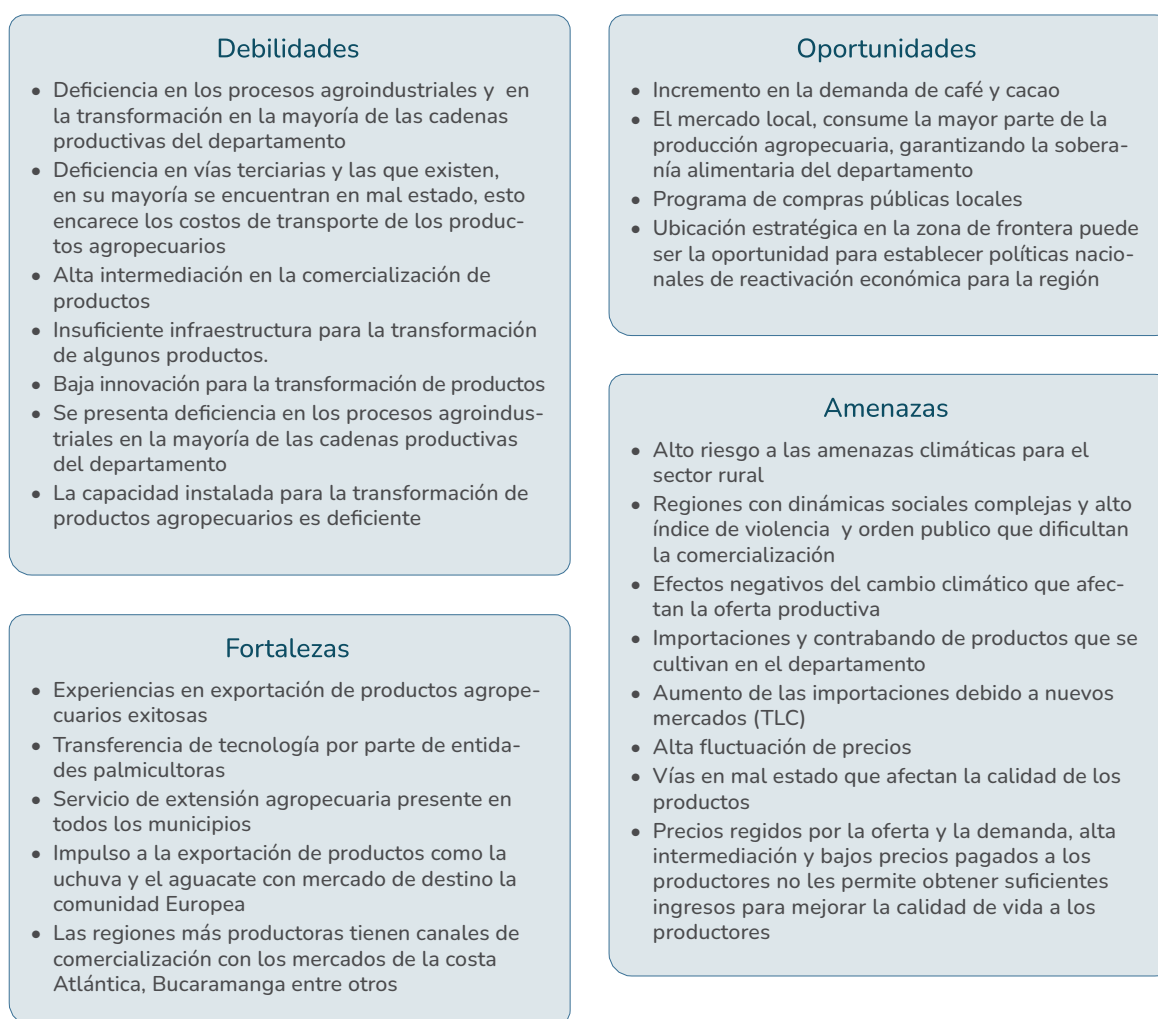 Debilidades
• Deficiencia en los procesos agroindustriales y  en
la transformación en la mayoría de las cadenas
productivas del departamento
• Deficiencia en vías terciarias y las que existen,
en su mayoría se encuentran en mal estado, esto
encarece los costos de transporte de los produc-
tos agropecuarios
• Alta intermediación en la comercialización de
productos
• Insuficiente infraestructura para la transformación
de algunos productos.
• Baja innovación para la transformación de productos
• Se presenta deficiencia en los procesos agroindus-
triales en la mayoría de las cadenas productivas
del departamento
• La capacidad instalada para la transformación de
productos agropecuarios es deficiente
Fortalezas
• Experiencias en exportación de productos agrope-
cuarios exitosas
• Transferencia de tecnología por parte de entida-
des palmicultoras
• Servicio de extensión agropecuaria presente en
todos los municipios
• Impulso a la exportación de productos como la
uchuva y el aguacate con mercado de destino la
comunidad Europea
• Las regiones más productoras tienen canales de
comercialización con los mercados de la costa
Atlántica, Bucaramanga entre otros
Oportunidades
• Incremento en la demanda de café y cacao
• El mercado local, consume la mayor parte de la
producción agropecuaria, garantizando la sobera-
nía alimentaria del departamento
• Programa de compras públicas locales
• Ubicación estratégica en la zona de frontera puede
ser la oportunidad para establecer políticas nacio-
nales de reactivación económica para la región
Amenazas
• Alto riesgo a las amenazas climáticas para el
sector rural
• Regiones con dinámicas sociales complejas y alto
índice de violencia  y orden publico que dificultan
la comercialización
• Efectos negativos del cambio climático que afec-
tan la oferta productiva
• Importaciones y contrabando de productos que se
cultivan en el departamento
• Aumento de las importaciones debido a nuevos
mercados (TLC)
• Alta fluctuación de precios
• Vías en mal estado que afectan la calidad de los
productos
• Precios regidos por la oferta y la demanda, alta
intermediación y bajos precios pagados a los
productores no les permite obtener suficientes
ingresos para mejorar la calidad de vida a los
productores